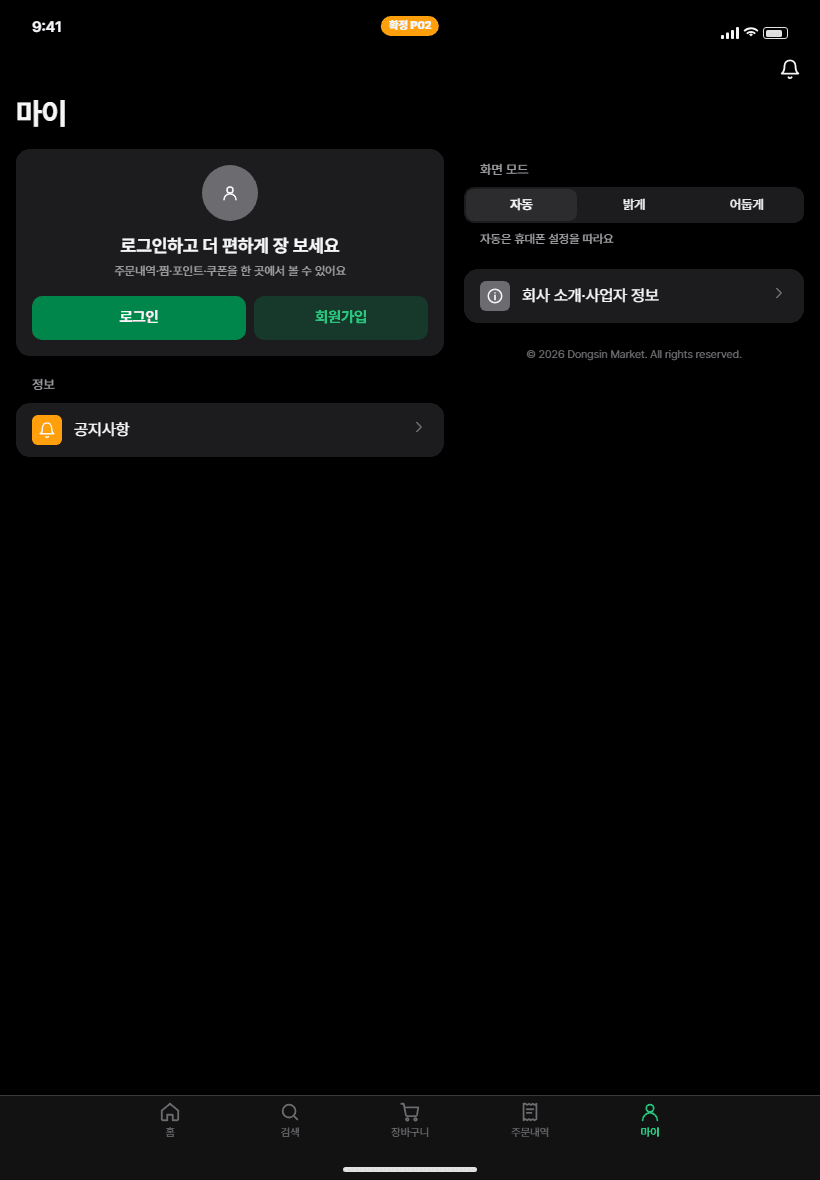 9:41
확정 P02
마이
로그인하고 더 편하게 장 보세요
주문내역·찜·포인트·쿠폰을 한 곳에서 볼 수 있어요
로그인
회원가입
정보
공지사항
화면 모드
자동
밝게
어둡게
자동은 휴대폰 설정을 따라요
회사 소개·사업자 정보
© 2026 Dongsin Market. All rights reserved.
홈
검색
장바구니
주문내역
마이